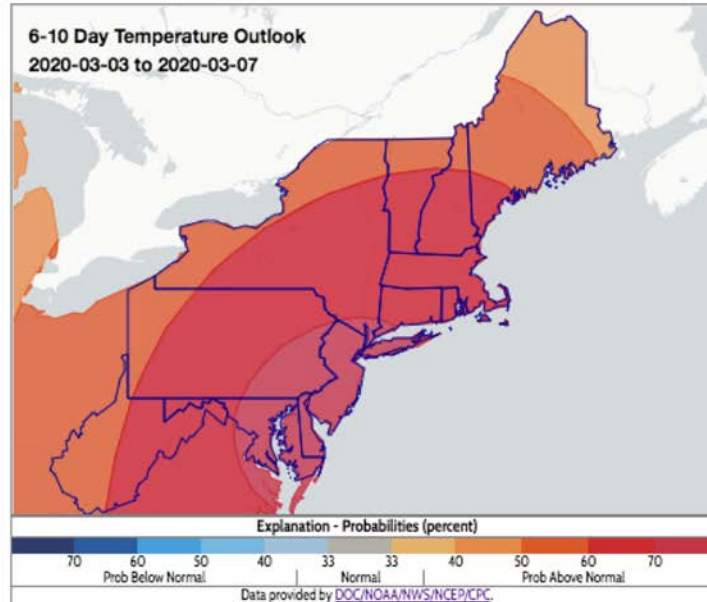 6-10 Day Temperature Outlook
2020-03-03 to 2020-03-07
Explanation - Probabilities (percent)
70 60 50 40 33 33 40 50 60 70
Prob Below Normal Normal Prob Above Normal
Data provided by DOC/NOAA/NWS/NCEP/CPC.